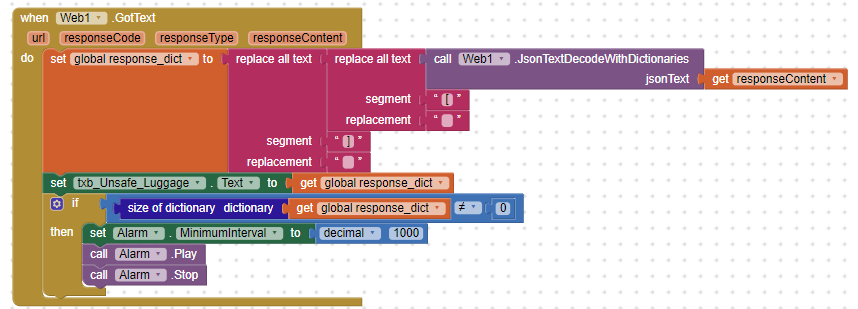 when Web1 .GotText
url responseCode responseType responseContent
do set global response_dict to replace all text replace all text call Web1 .JsonTextDecodeWithDictionaries
jsonText get responseContent
segment “ [ ”
replacement “ ”
segment “ ] ”
replacement “ ”
set txb_Unsafe_Luggage . Text to get global response_dict
if size of dictionary dictionary get global response_dict ≠ 0
then set Alarm . MinimumInterval to decimal 1000
call Alarm .Play
call Alarm .Stop